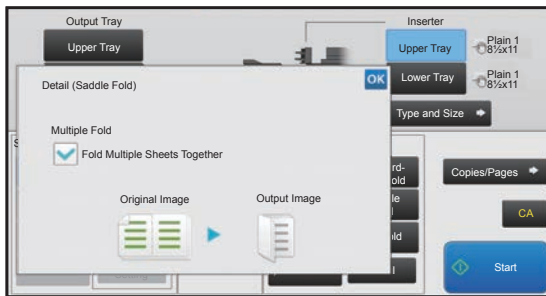 Output Tray
Inserter
Upper Tray
Upper Tray
Plain 1
8½x11
Lower Tray
Plain 1
8½x11
Type and Size
Detail (Saddle Fold)
OK
Multiple Fold
Fold Multiple Sheets Together
Original Image
Output Image
Copies/Pages
CA
Start